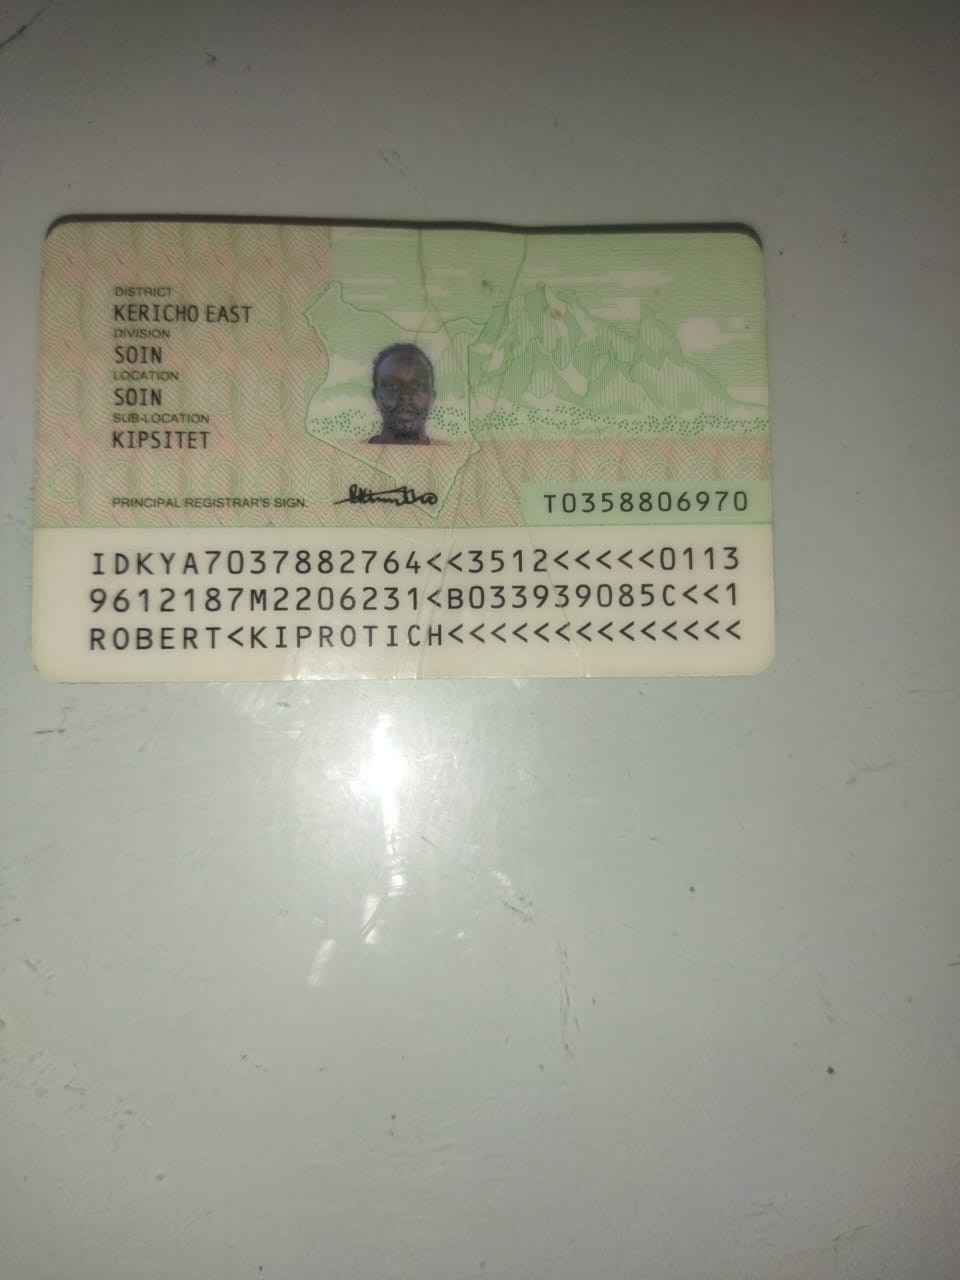 DISTRICT
KERICHO EAST
DIVISION
SOIN
LOCATION
SOIN
SUB-LOCATION
KIPSITET
PRINCIPAL REGISTRAR'S SIGN.
T0358806970
IDKYA7037882764<<3512<<<<<0113
9612187M2206231<B033939085C<<1
ROBERT<KIPROTICH<<<<<<<<<<<<<<